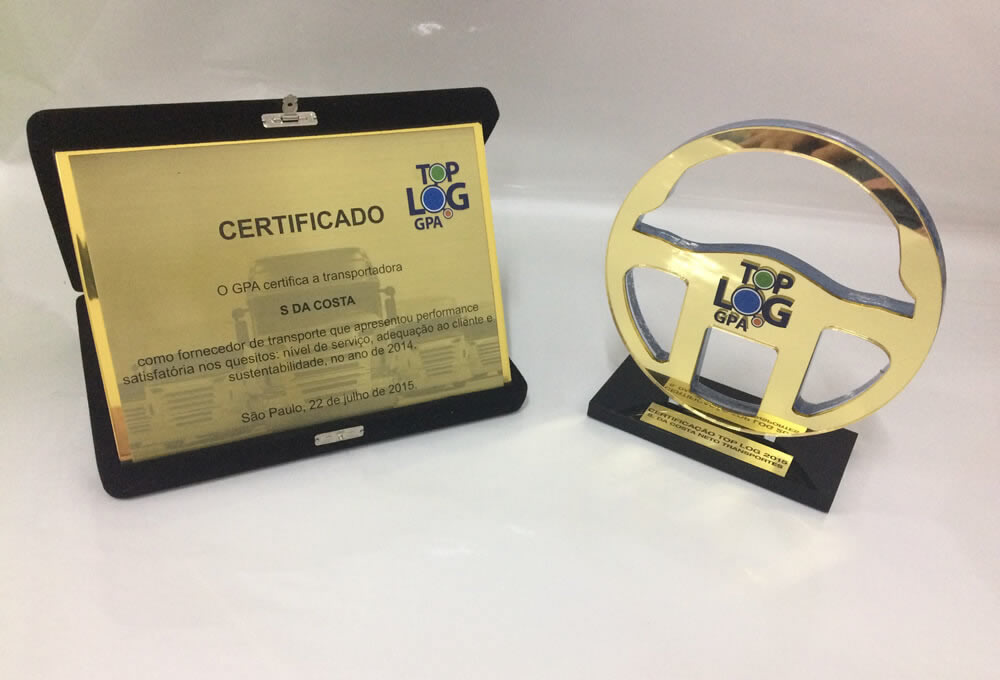 TOP
LOG
GPA
CERTIFICADO
O GPA certifica a transportadora
S DA COSTA
como fornecedor de transporte que apresentou performance
satisfatória nos quesitos: nível de serviço, adequação ao cliente e
sustentabilidade, no ano de 2014.
São Paulo, 22 de julho de 2015
TOP
LOG
GPA
CERTIFICAÇÃO TOP LOG 2015
S. DA COSTA NETO TRANSPORTES